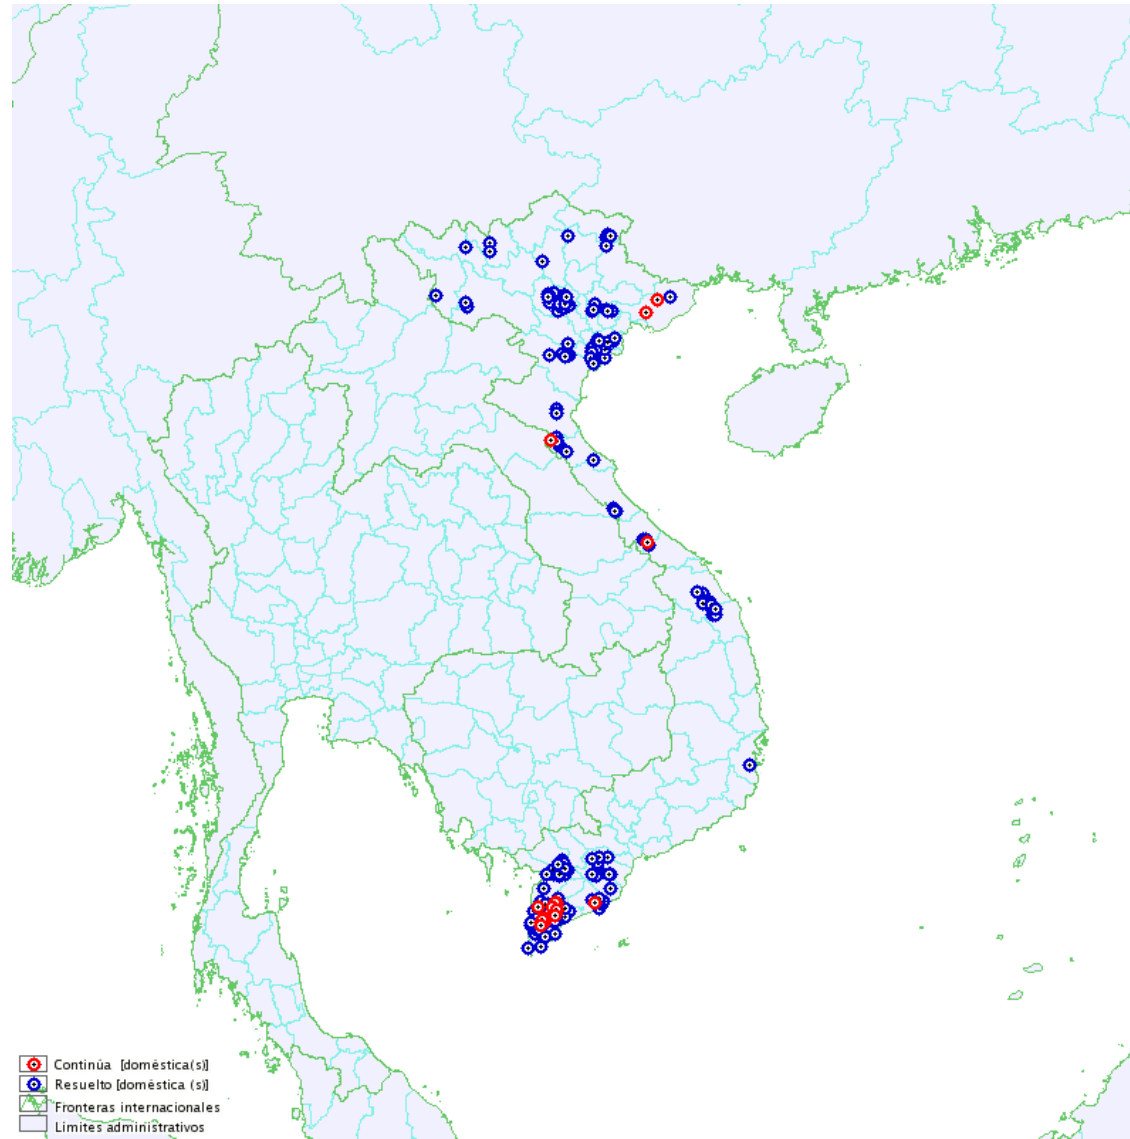 Continúa [doméstica(s)]
Resuelto [doméstica (s)]
Fronteras internacionales
Límites administrativos